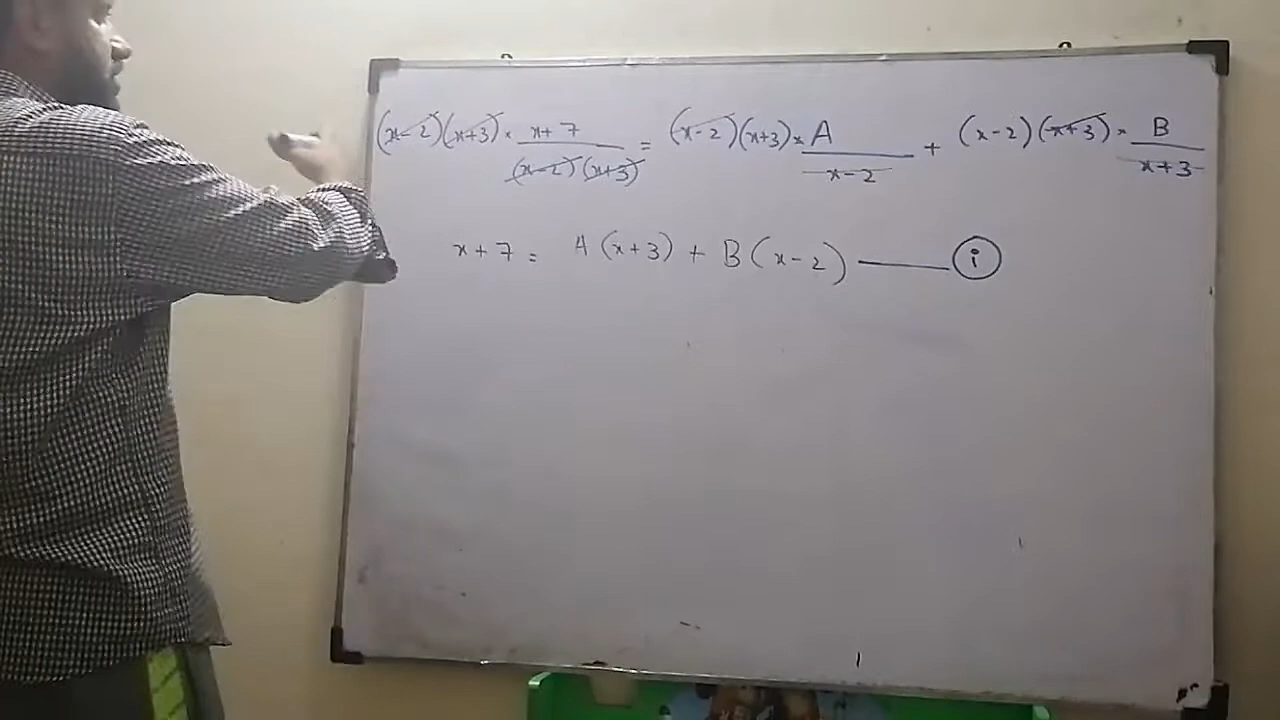 (x-2)(x+3) × x+7/(x-2)(x+3) = (x-2)(x+3) × A/x-2 + (x-2)(x+3) × B/x+3
x+7 = A(x+3) + B(x-2) —— i